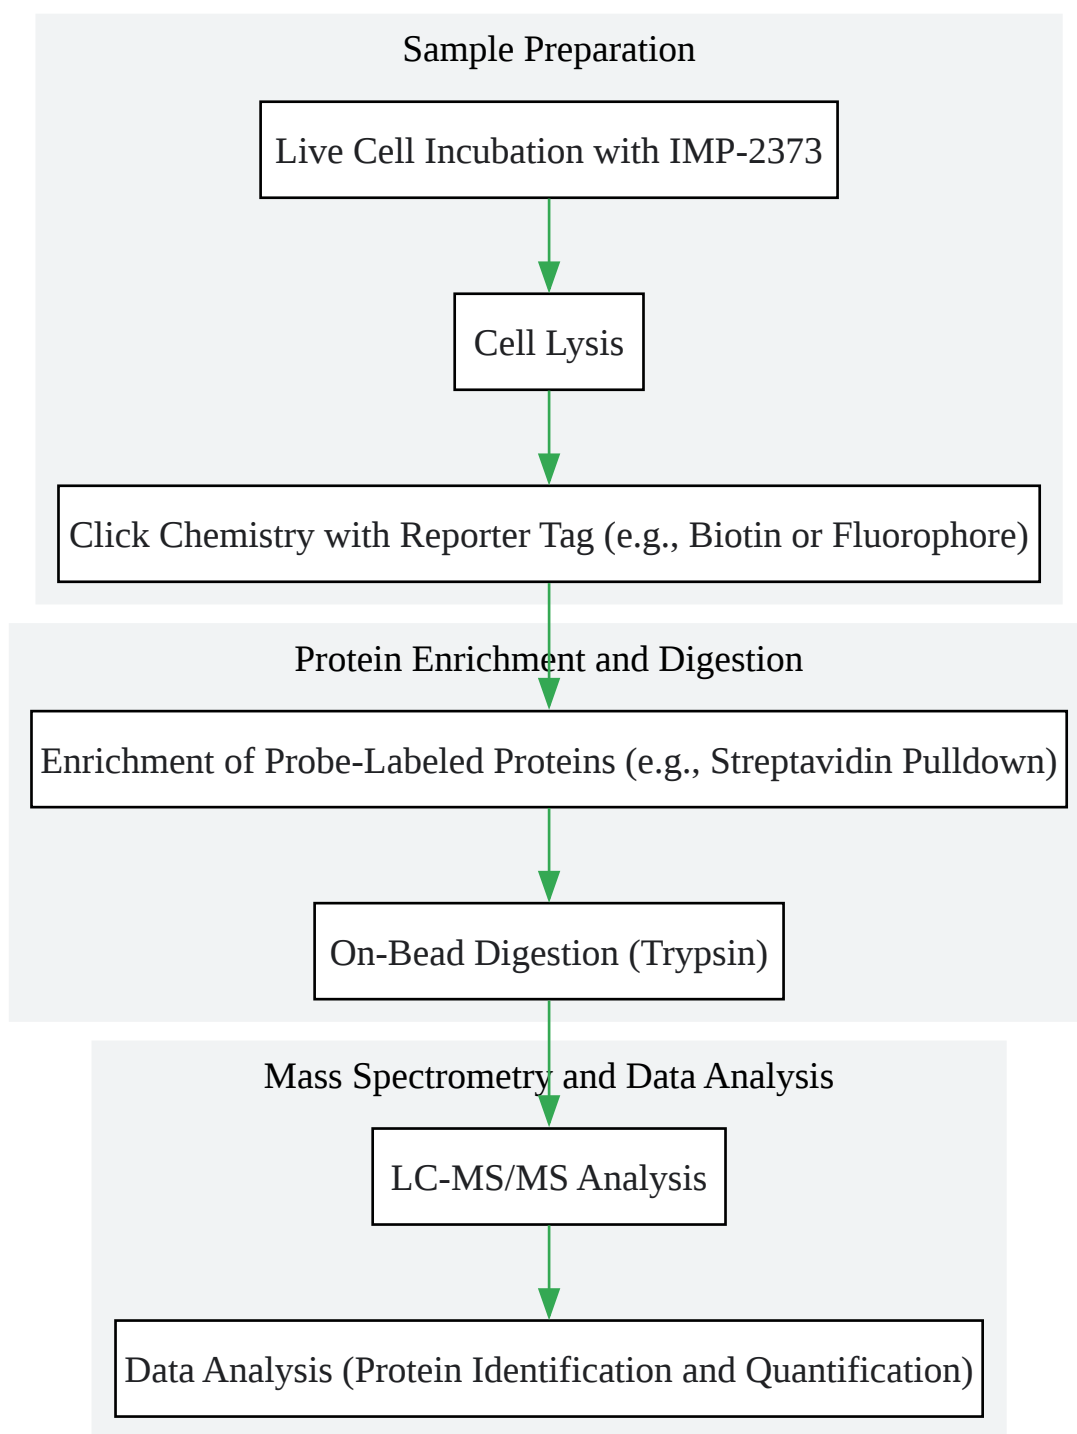 Sample Preparation
Live Cell Incubation with IMP-2373
Cell Lysis
Click Chemistry with Reporter Tag (e.g., Biotin or Fluorophore)
Protein Enrichment and Digestion
Enrichment of Probe-Labeled Proteins (e.g., Streptavidin Pulldown)
On-Bead Digestion (Trypsin)
Mass Spectrometry and Data Analysis
LC-MS/MS Analysis
Data Analysis (Protein Identification and Quantification)